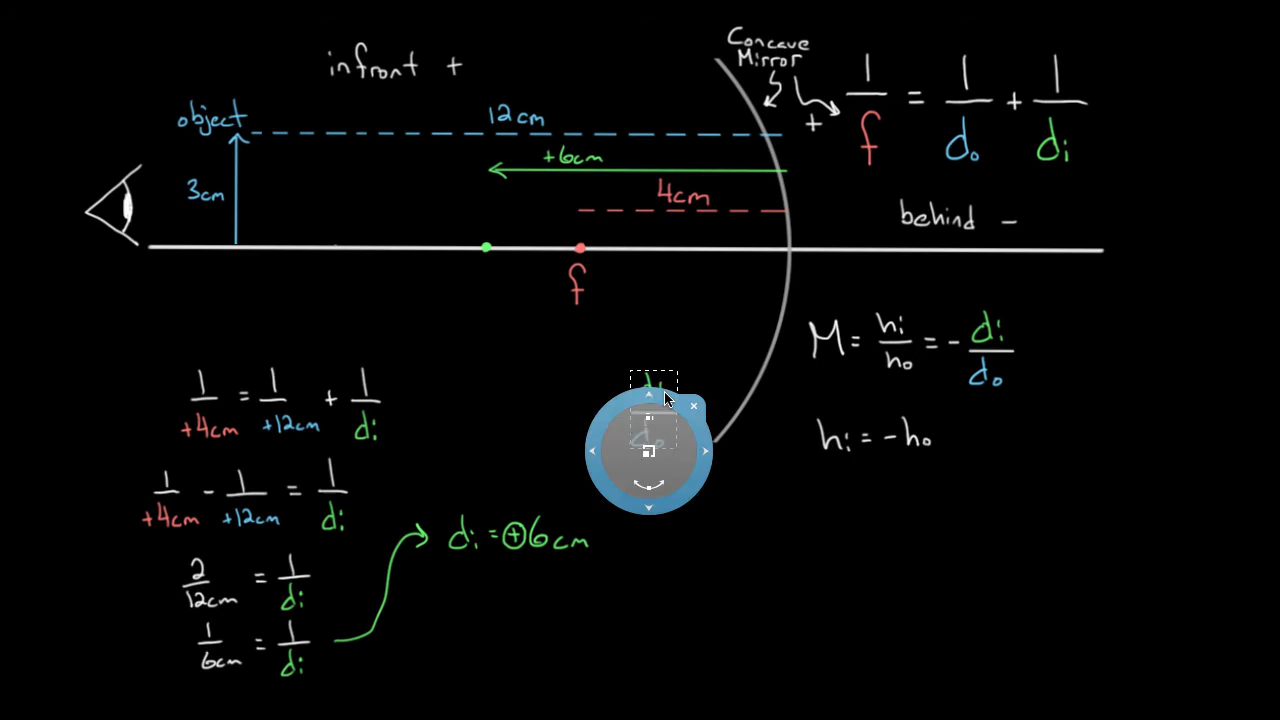 infront +
Concave
Mirror
+
1/f = 1/do + 1/di
object
12cm
+6cm
3cm
4cm
behind -
f
M = hi/ho = - di/do
1/+4cm = 1/+12cm + 1/di
di/do
hi = -ho
1/+4cm - 1/+12cm = 1/di
di = +6cm
2/12cm = 1/di
1/6cm = 1/di